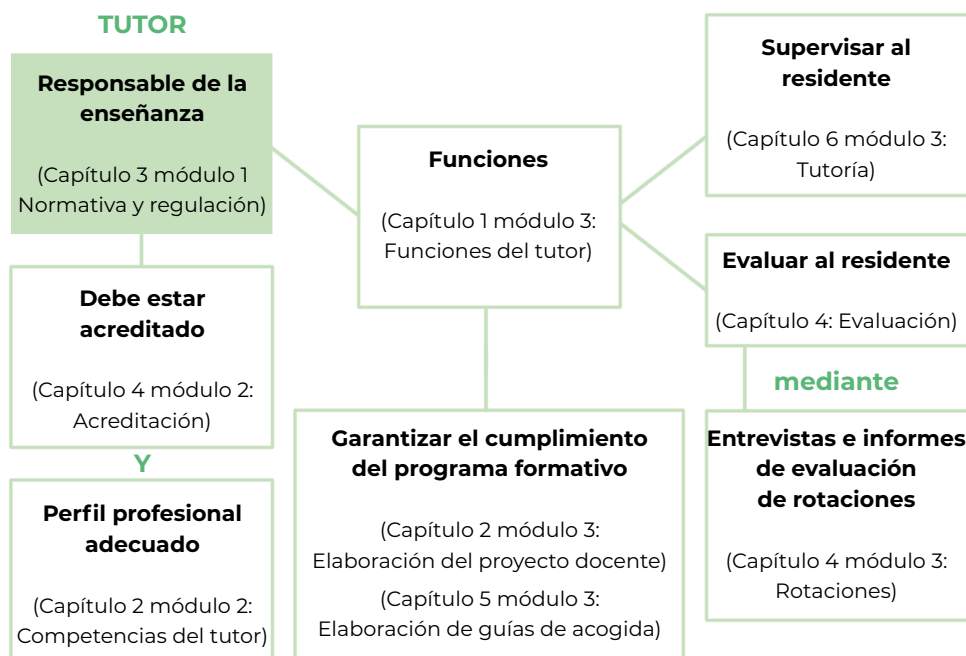 TUTOR
Responsable de la
enseñanza
(Capítulo 3 módulo 1
Normativa y regulación)
Debe estar
acreditado
(Capítulo 4 módulo 2:
Acreditación)
Y
Perfil profesional
adecuado
(Capítulo 2 módulo 2:
Competencias del tutor)
Funciones
(Capítulo 1 módulo 3:
Funciones del tutor)
Garantizar el cumplimiento
del programa formativo
(Capítulo 2 módulo 3:
Elaboración del proyecto docente)
(Capítulo 5 módulo 3:
Elaboración de guías de acogida)
Supervisar al
residente
(Capítulo 6 módulo 3:
Tutoría)
Evaluar al residente
(Capítulo 4: Evaluación)
mediante
Entrevistas e informes
de evaluación
de rotaciones
(Capítulo 4 módulo 3:
Rotaciones)